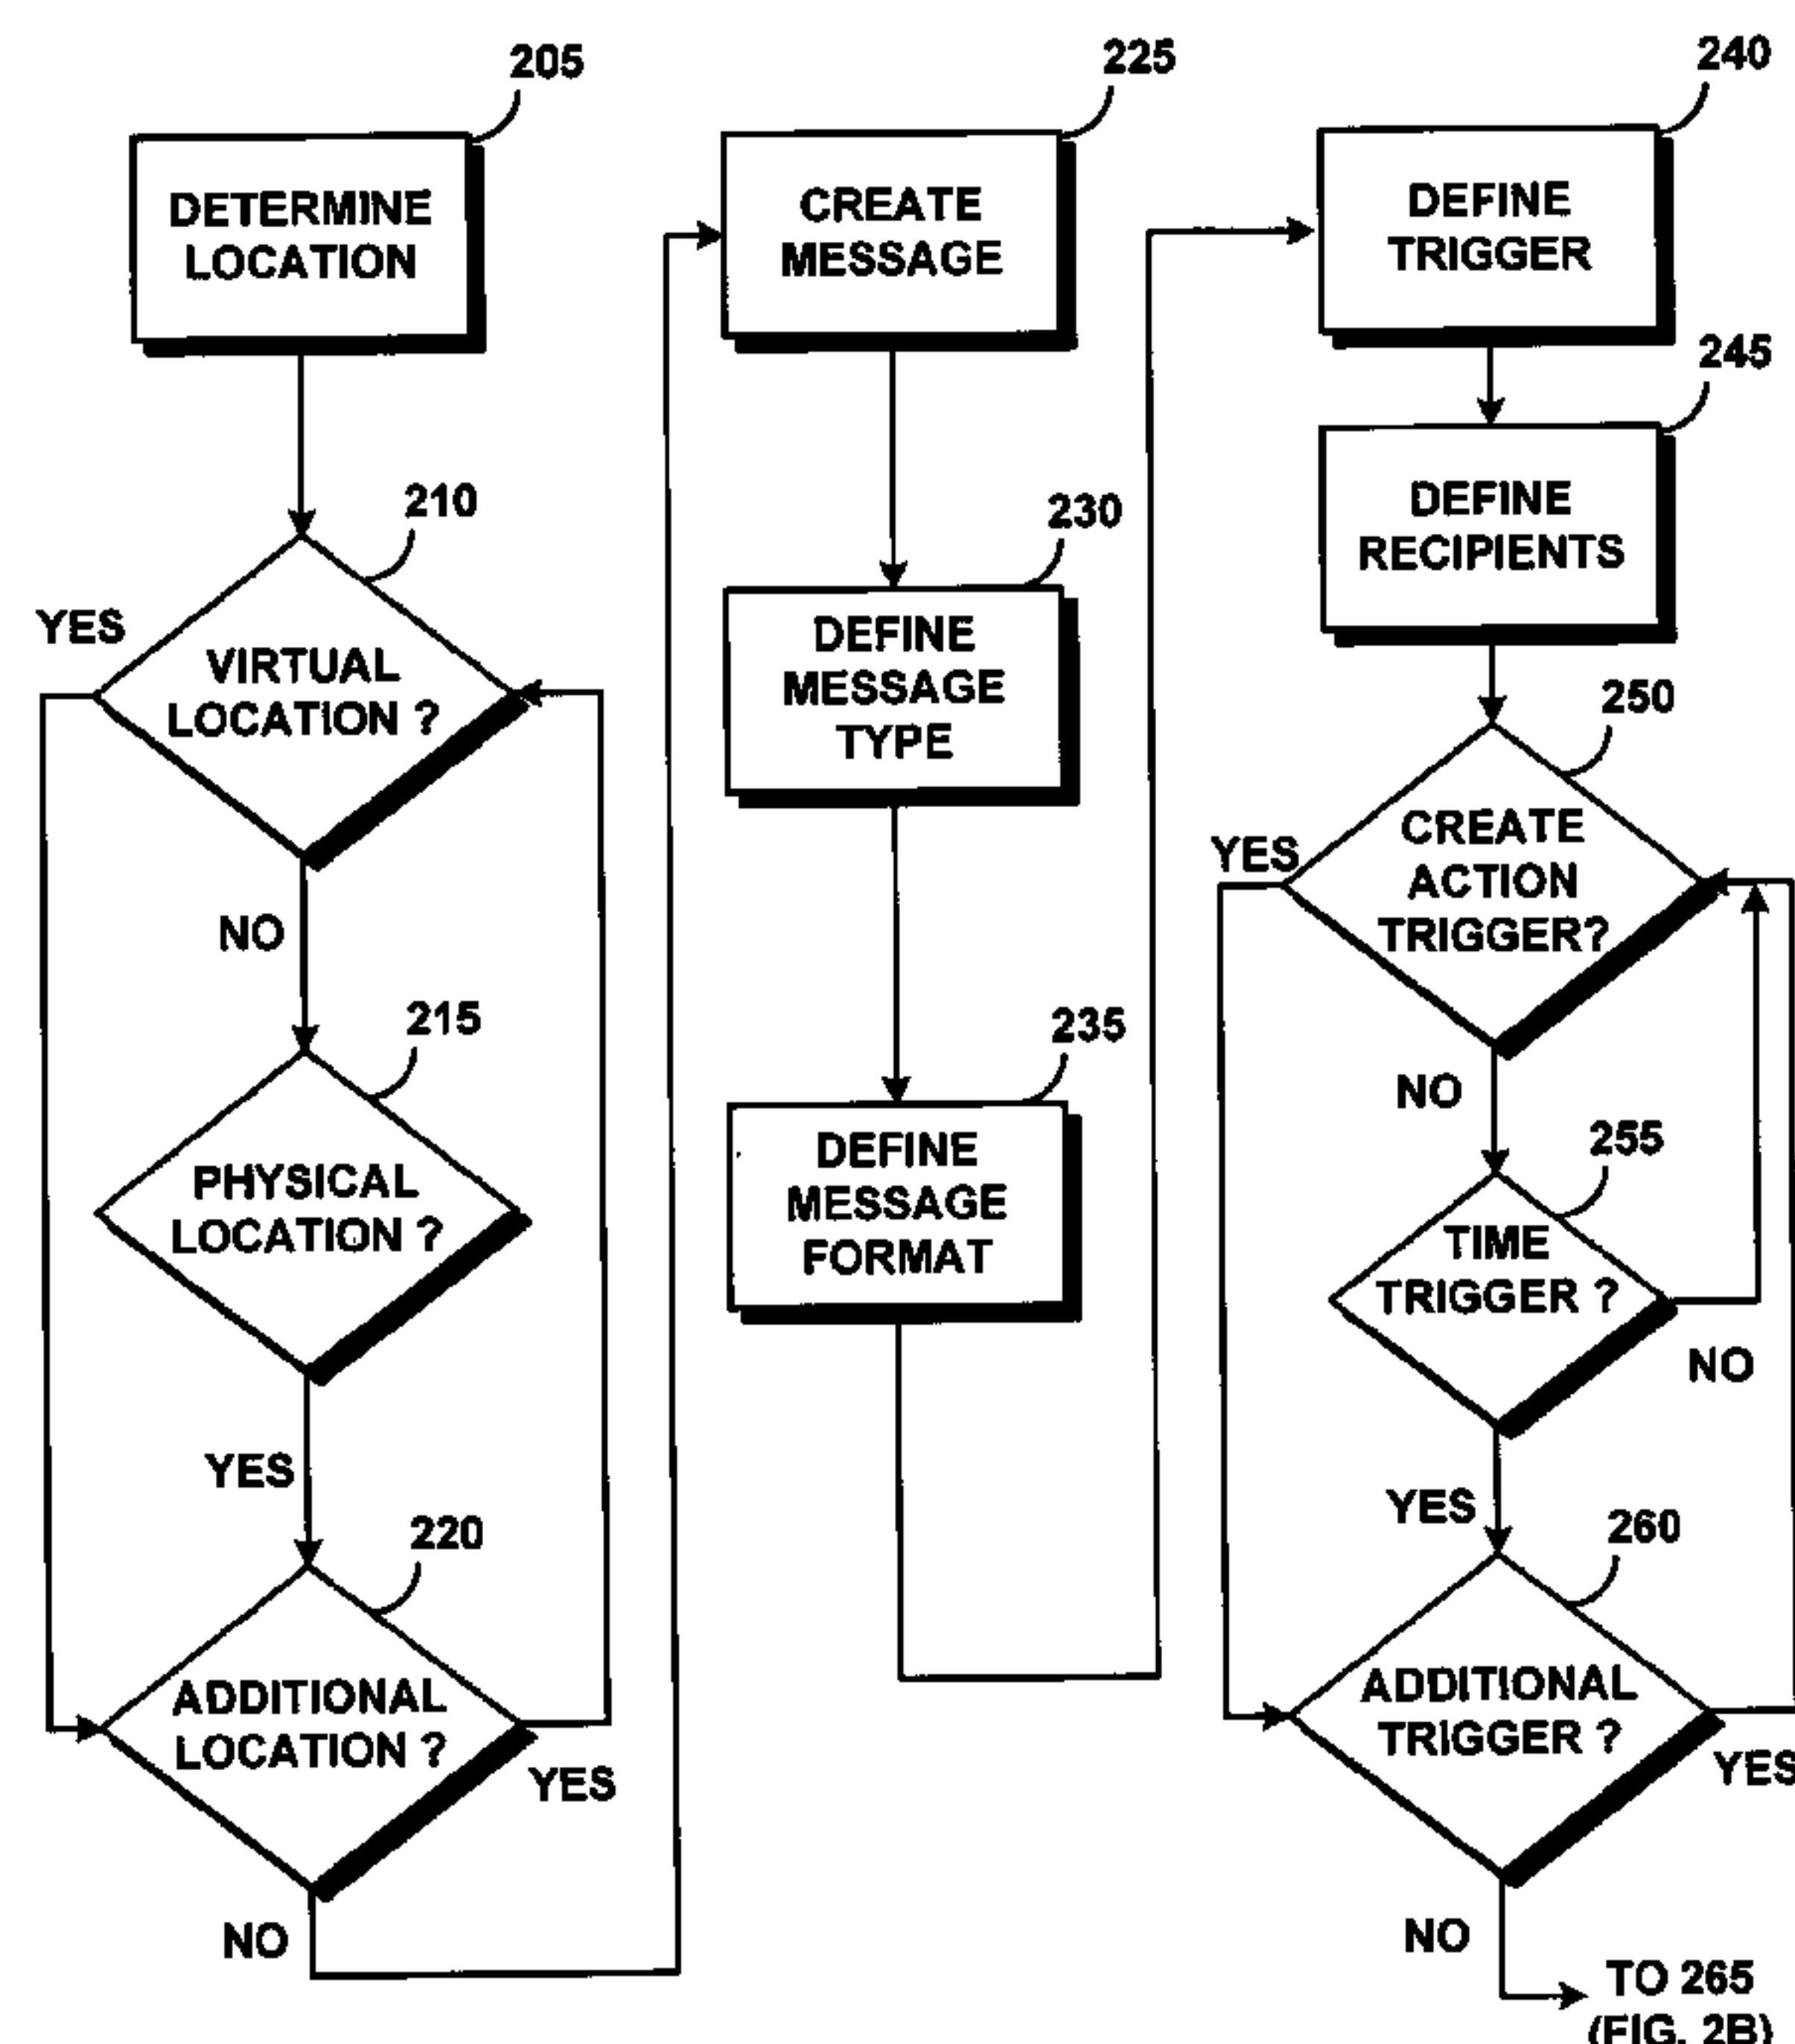 205
DETERMINE
LOCATION
210
YES
VIRTUAL
LOCATION ?
NO
215
PHYSICAL
LOCATION ?
YES
220
ADDITIONAL
LOCATION ?
YES
NO
225
CREATE
MESSAGE
230
DEFINE
MESSAGE
TYPE
235
DEFINE
MESSAGE
FORMAT
240
DEFINE
TRIGGER
245
DEFINE
RECIPIENTS
250
YES
CREATE
ACTION
TRIGGER?
NO
255
TIME
TRIGGER ?
NO
YES
260
ADDITIONAL
TRIGGER ?
YES
NO
TO 265
(FIG. 2B)